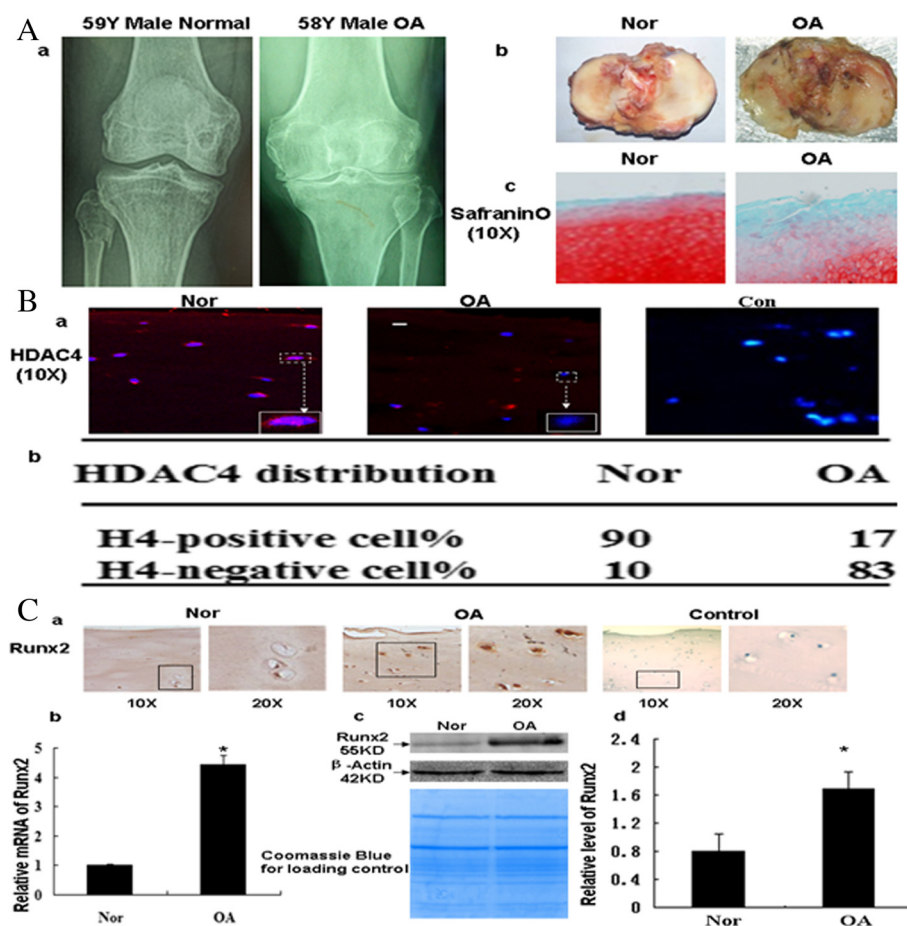 A
59Y Male Normal
58Y Male OA
a
b
Nor
OA
c
Nor
OA
SafraninO
(10X)
B
Nor
OA
Con
a
HDAC4
(10X)
b
HDAC4 distribution Nor OA
H4-positive cell% 90 17
H4-negative cell% 10 83
C
a
Nor
OA
Control
Runx2
10X 20X 10X 20X 10X 20X
b
5
4
3
2
1
0
Relative mRNA of Runx2
*
Nor OA
c
Nor OA
Runx2
55KD
β-Actin
42KD
Coomassie Blue
for loading control
d
2.4
2
1.6
1.2
0.8
0.4
0
Relative level of Runx2
*
Nor OA